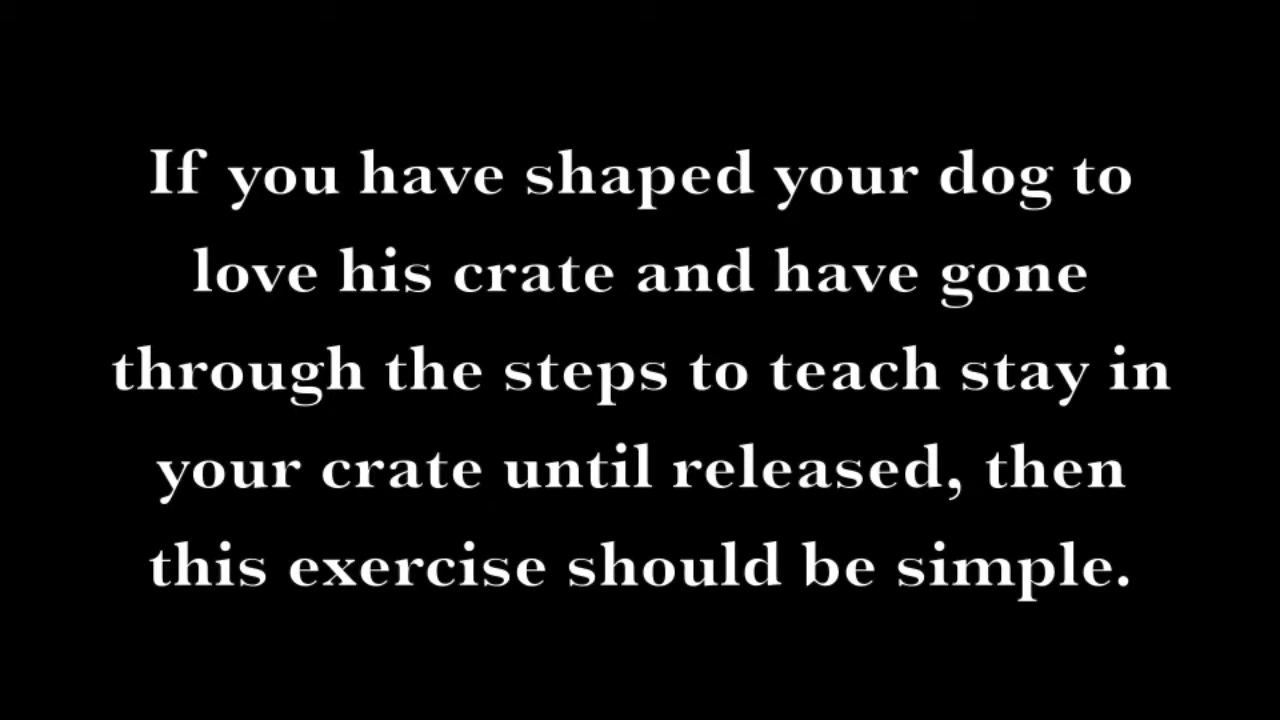 If you have shaped your dog to
love his crate and have gone
through the steps to teach stay in
your crate until released, then
this exercise should be simple.